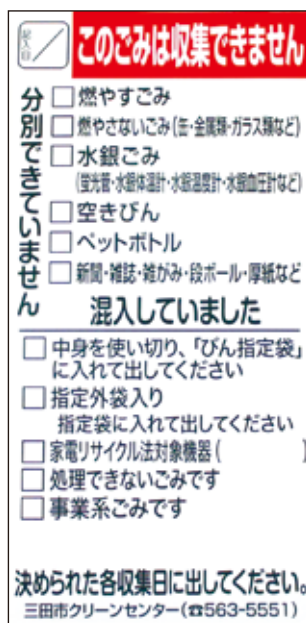 記入日 /
このごみは収集できません
分別できていません
□燃やすごみ
□燃やさないごみ(缶・金属類・ガラス類など)
□水銀ごみ
(蛍光管・水銀体温計・水銀温度計・水銀血圧計など)
□空きびん
□ペットボトル
□新聞・雑誌・雑がみ・段ボール・厚紙など
混入していました
□中身を使い切り、「びん指定袋」
に入れて出してください
□指定外袋入り
指定袋に入れて出してください
□家電リサイクル法対象機器( )
□処理できないごみです
□事業系ごみです
決められた各収集日に出してください。
三田市クリーンセンター(☎563-5551)